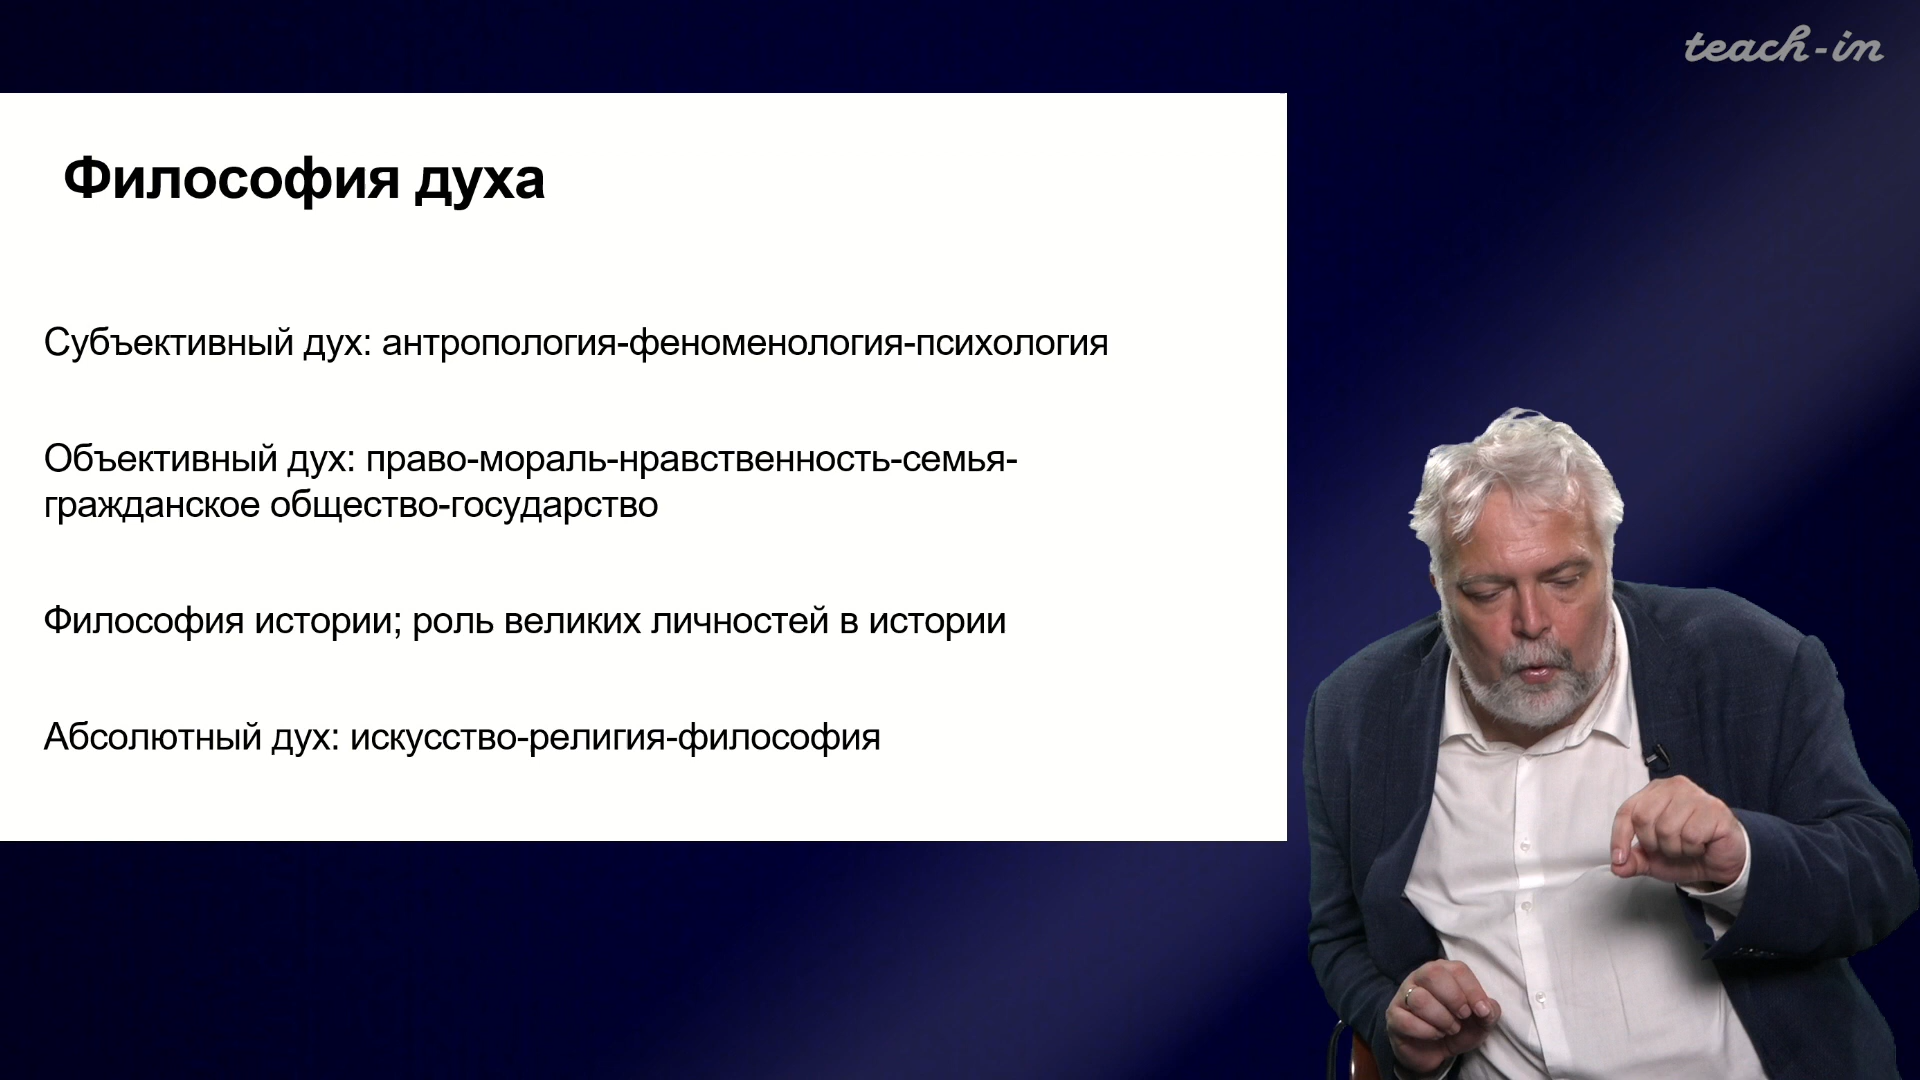 teach-in
Философия духа
Субъективный дух: антропология-феноменология-психология
Объективный дух: право-мораль-нравственность-семья-
гражданское общество-государство
Философия истории; роль великих личностей в истории
Абсолютный дух: искусство-религия-философия